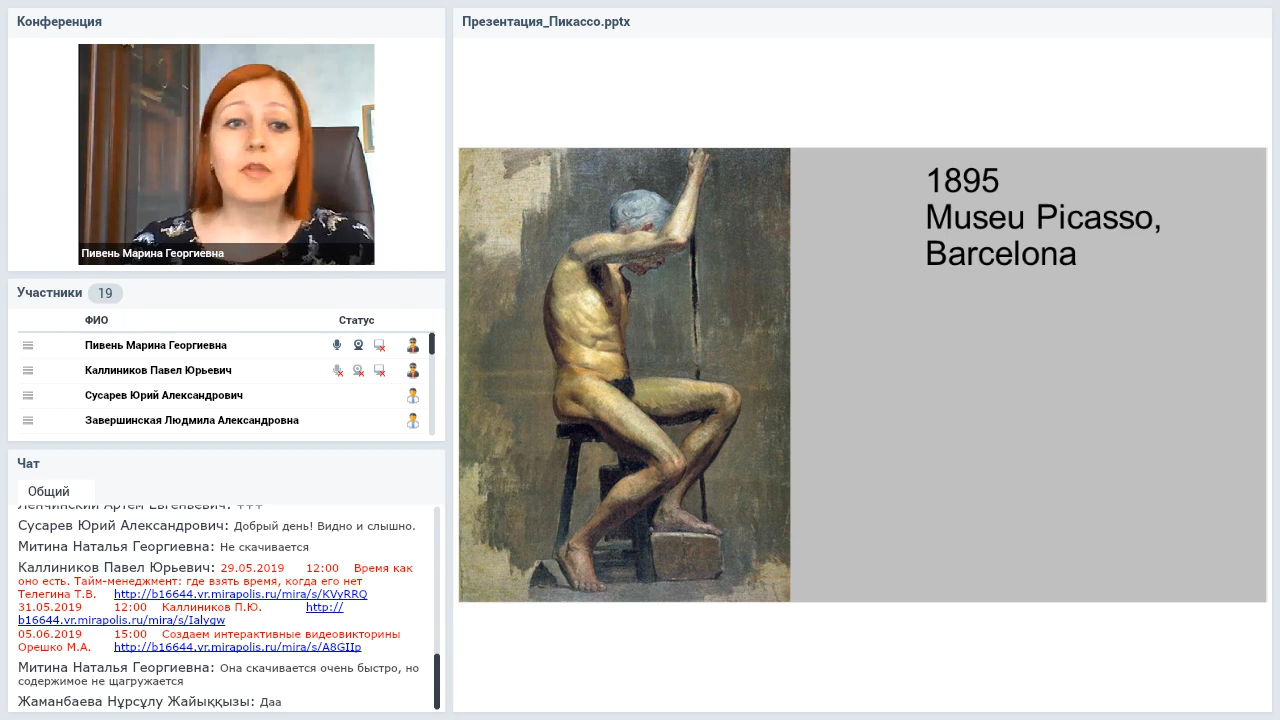 Конференция
Пивень Марина Георгиевна
Участники 19
ФИО Статус
Пивень Марина Георгиевна
Каллиников Павел Юрьевич
Сусарев Юрий Александрович
Завершинская Людмила Александровна
Чат
Общий
Ленчинский Артем Евгеньевич: +++
Сусарев Юрий Александрович: Добрый день! Видно и слышно.
Митина Наталья Георгиевна: Не скачивается
Каллиников Павел Юрьевич: 29.05.2019 12:00 Время как
оно есть. Тайм-менеджмент: где взять время, когда его нет
Телегина Т.В. http://b16644.vr.mirapolis.ru/mira/s/KVyRRQ
31.05.2019 12:00 Каллиников П.Ю. http://
b16644.vr.mirapolis.ru/mira/s/Ialygw
05.06.2019 15:00 Создаем интерактивные видеовикторины
Орешко М.А. http://b16644.vr.mirapolis.ru/mira/s/A8GIIp
Митина Наталья Георгиевна: Она скачивается очень быстро, но
содержимое не щагружается
Жаманбаева Нұрсұлу Жайыққызы: Даа
Презентация_Пикассо.pptx
1895
Museu Picasso,
Barcelona